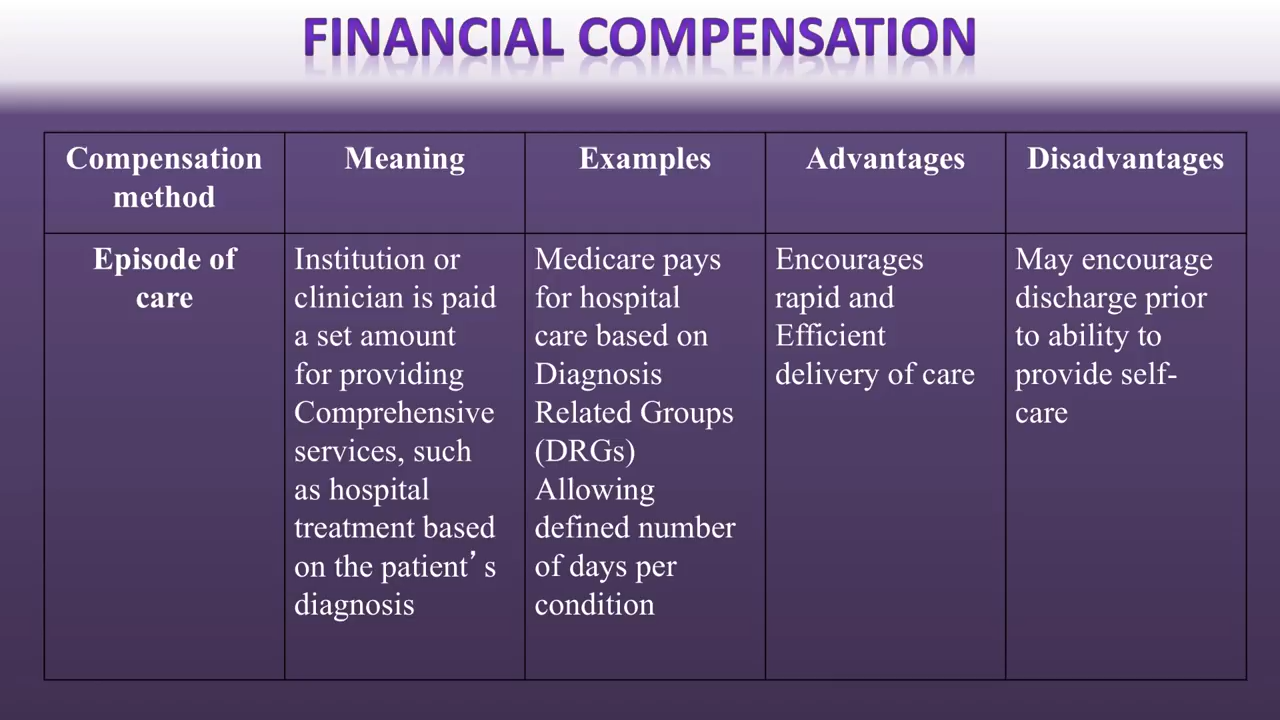 FINANCIAL COMPENSATION
Compensation
method
Meaning
Examples
Advantages
Disadvantages
Episode of
care
Institution or
clinician is paid
a set amount
for providing
Comprehensive
services, such
as hospital
treatment based
on the patient’s
diagnosis
Medicare pays
for hospital
care based on
Diagnosis
Related Groups
(DRGs)
Allowing
defined number
of days per
condition
Encourages
rapid and
Efficient
delivery of care
May encourage
discharge prior
to ability to
provide self-
care